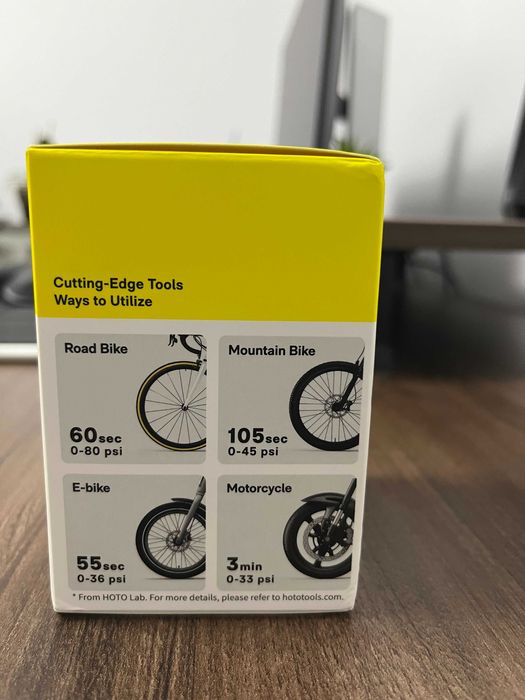 Cutting-Edge Tools
Ways to Utilize
Road Bike
60sec
0-80 psi
Mountain Bike
105sec
0-45 psi
E-bike
55sec
0-36 psi
Motorcycle
3min
0-33 psi
* From HOTO Lab. For more details, please refer to hototools.com.